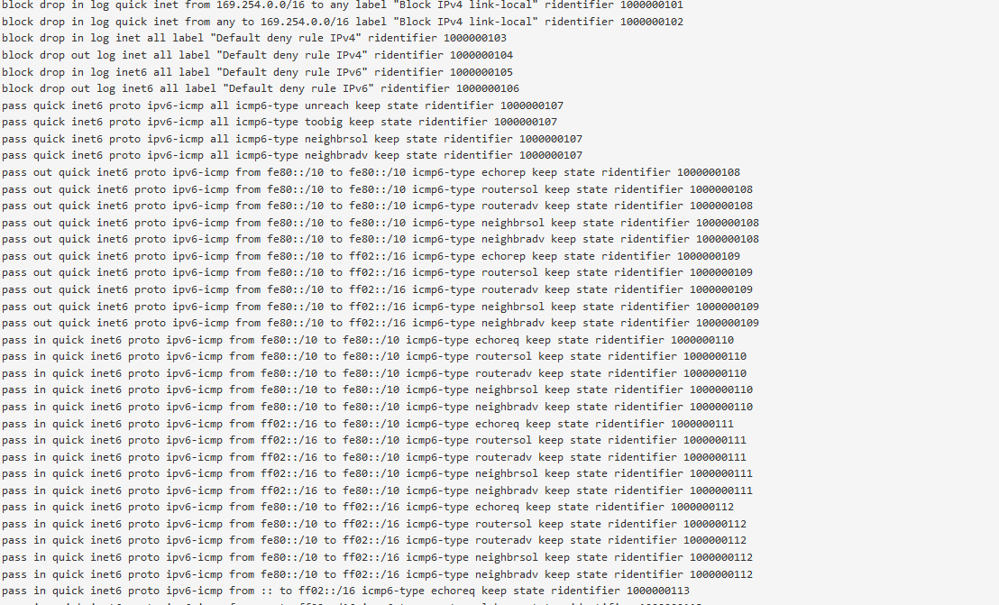 block drop in log quick inet from 169.254.0.0/16 to any label "Block IPv4 link-local" ridentifier 1000000101
block drop in log quick inet from any to 169.254.0.0/16 label "Block IPv4 link-local" ridentifier 1000000102
block drop in log inet all label "Default deny rule IPv4" ridentifier 1000000103
block drop out log inet all label "Default deny rule IPv4" ridentifier 1000000104
block drop in log inet6 all label "Default deny rule IPv6" ridentifier 1000000105
block drop out log inet6 all label "Default deny rule IPv6" ridentifier 1000000106
pass quick inet6 proto ipv6-icmp all icmp6-type unreach keep state ridentifier 1000000107
pass quick inet6 proto ipv6-icmp all icmp6-type toobig keep state ridentifier 1000000107
pass quick inet6 proto ipv6-icmp all icmp6-type neighbrsol keep state ridentifier 1000000107
pass quick inet6 proto ipv6-icmp all icmp6-type neighbradv keep state ridentifier 1000000107
pass out quick inet6 proto ipv6-icmp from fe80::/10 to fe80::/10 icmp6-type echorep keep state ridentifier 1000000108
pass out quick inet6 proto ipv6-icmp from fe80::/10 to fe80::/10 icmp6-type routersol keep state ridentifier 1000000108
pass out quick inet6 proto ipv6-icmp from fe80::/10 to fe80::/10 icmp6-type routeradv keep state ridentifier 1000000108
pass out quick inet6 proto ipv6-icmp from fe80::/10 to fe80::/10 icmp6-type neighbrsol keep state ridentifier 1000000108
pass out quick inet6 proto ipv6-icmp from fe80::/10 to fe80::/10 icmp6-type neighbradv keep state ridentifier 1000000108
pass out quick inet6 proto ipv6-icmp from fe80::/10 to ff02::/16 icmp6-type echorep keep state ridentifier 1000000109
pass out quick inet6 proto ipv6-icmp from fe80::/10 to ff02::/16 icmp6-type routersol keep state ridentifier 1000000109
pass out quick inet6 proto ipv6-icmp from fe80::/10 to ff02::/16 icmp6-type routeradv keep state ridentifier 1000000109
pass out quick inet6 proto ipv6-icmp from fe80::/10 to ff02::/16 icmp6-type neighbrsol keep state ridentifier 1000000109
pass out quick inet6 proto ipv6-icmp from fe80::/10 to ff02::/16 icmp6-type neighbradv keep state ridentifier 1000000109
pass in quick inet6 proto ipv6-icmp from fe80::/10 to fe80::/10 icmp6-type echoreq keep state ridentifier 1000000110
pass in quick inet6 proto ipv6-icmp from fe80::/10 to fe80::/10 icmp6-type routersol keep state ridentifier 1000000110
pass in quick inet6 proto ipv6-icmp from fe80::/10 to fe80::/10 icmp6-type routeradv keep state ridentifier 1000000110
pass in quick inet6 proto ipv6-icmp from fe80::/10 to fe80::/10 icmp6-type neighbrsol keep state ridentifier 1000000110
pass in quick inet6 proto ipv6-icmp from fe80::/10 to fe80::/10 icmp6-type neighbradv keep state ridentifier 1000000110
pass in quick inet6 proto ipv6-icmp from ff02::/16 to fe80::/10 icmp6-type echoreq keep state ridentifier 1000000111
pass in quick inet6 proto ipv6-icmp from ff02::/16 to fe80::/10 icmp6-type routersol keep state ridentifier 1000000111
pass in quick inet6 proto ipv6-icmp from ff02::/16 to fe80::/10 icmp6-type routeradv keep state ridentifier 1000000111
pass in quick inet6 proto ipv6-icmp from ff02::/16 to fe80::/10 icmp6-type neighbrsol keep state ridentifier 1000000111
pass in quick inet6 proto ipv6-icmp from ff02::/16 to fe80::/10 icmp6-type neighbradv keep state ridentifier 1000000111
pass in quick inet6 proto ipv6-icmp from fe80::/10 to ff02::/16 icmp6-type echoreq keep state ridentifier 1000000112
pass in quick inet6 proto ipv6-icmp from fe80::/10 to ff02::/16 icmp6-type routersol keep state ridentifier 1000000112
pass in quick inet6 proto ipv6-icmp from fe80::/10 to ff02::/16 icmp6-type routeradv keep state ridentifier 1000000112
pass in quick inet6 proto ipv6-icmp from fe80::/10 to ff02::/16 icmp6-type neighbrsol keep state ridentifier 1000000112
pass in quick inet6 proto ipv6-icmp from fe80::/10 to ff02::/16 icmp6-type neighbradv keep state ridentifier 1000000112
pass in quick inet6 proto ipv6-icmp from :: to ff02::/16 icmp6-type echoreq keep state ridentifier 1000000113